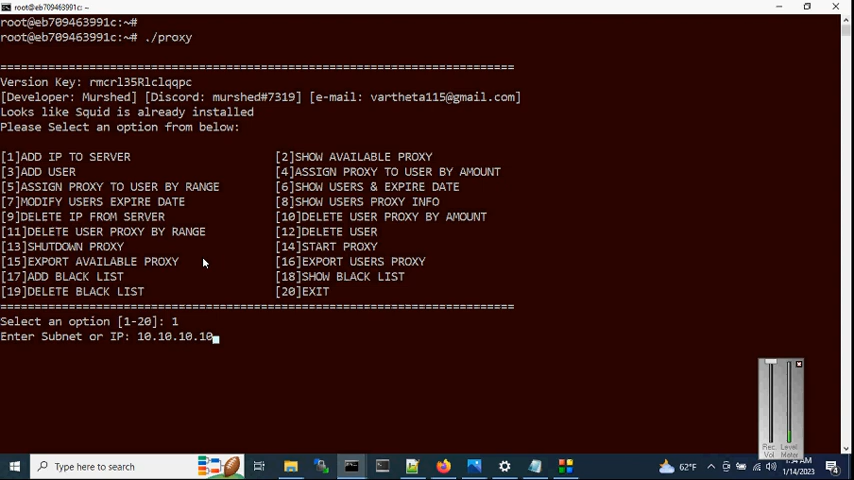 root@eb709463991c: ~
root@eb709463991c:~#
root@eb709463991c:~# ./proxy
=====================================================================
Version Key: rmcrl35Rlclqqpc
[Developer: Murshed] [Discord: murshed#7319] [e-mail: vartheta115@gmail.com]
Looks like Squid is already installed
Please Select an option from below:
[1]ADD IP TO SERVER [2]SHOW AVAILABLE PROXY
[3]ADD USER [4]ASSIGN PROXY TO USER BY AMOUNT
[5]ASSIGN PROXY TO USER BY RANGE [6]SHOW USERS & EXPIRE DATE
[7]MODIFY USERS EXPIRE DATE [8]SHOW USERS PROXY INFO
[9]DELETE IP FROM SERVER [10]DELETE USER PROXY BY AMOUNT
[11]DELETE USER PROXY BY RANGE [12]DELETE USER
[13]SHUTDOWN PROXY [14]START PROXY
[15]EXPORT AVAILABLE PROXY [16]EXPORT USERS PROXY
[17]ADD BLACK LIST [18]SHOW BLACK LIST
[19]DELETE BLACK LIST [20]EXIT
=====================================================================
Select an option [1-20]: 1
Enter Subnet or IP: 10.10.10.10
Rec. Level
Vol Meter
Type here to search
62°F
1/14/2023
4